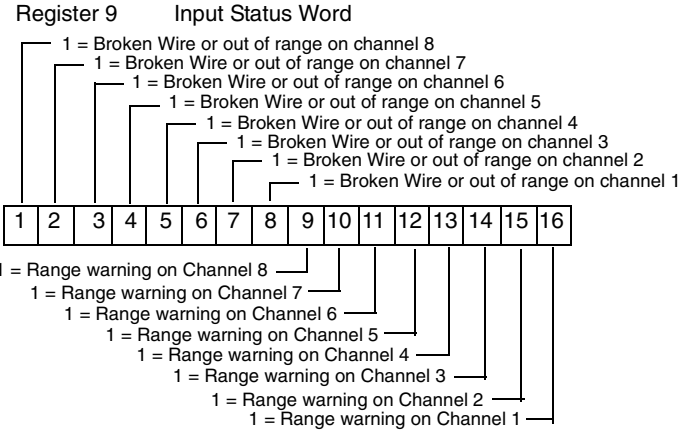 Register 9 Input Status Word
1 = Broken Wire or out of range on channel 8
1 = Broken Wire or out of range on channel 7
1 = Broken Wire or out of range on channel 6
1 = Broken Wire or out of range on channel 5
1 = Broken Wire or out of range on channel 4
1 = Broken Wire or out of range on channel 3
1 = Broken Wire or out of range on channel 2
1 = Broken Wire or out of range on channel 1
1 2 3 4 5 6 7 8 9 10 11 12 13 14 15 16
1 = Range warning on Channel 8
1 = Range warning on Channel 7
1 = Range warning on Channel 6
1 = Range warning on Channel 5
1 = Range warning on Channel 4
1 = Range warning on Channel 3
1 = Range warning on Channel 2
1 = Range warning on Channel 1